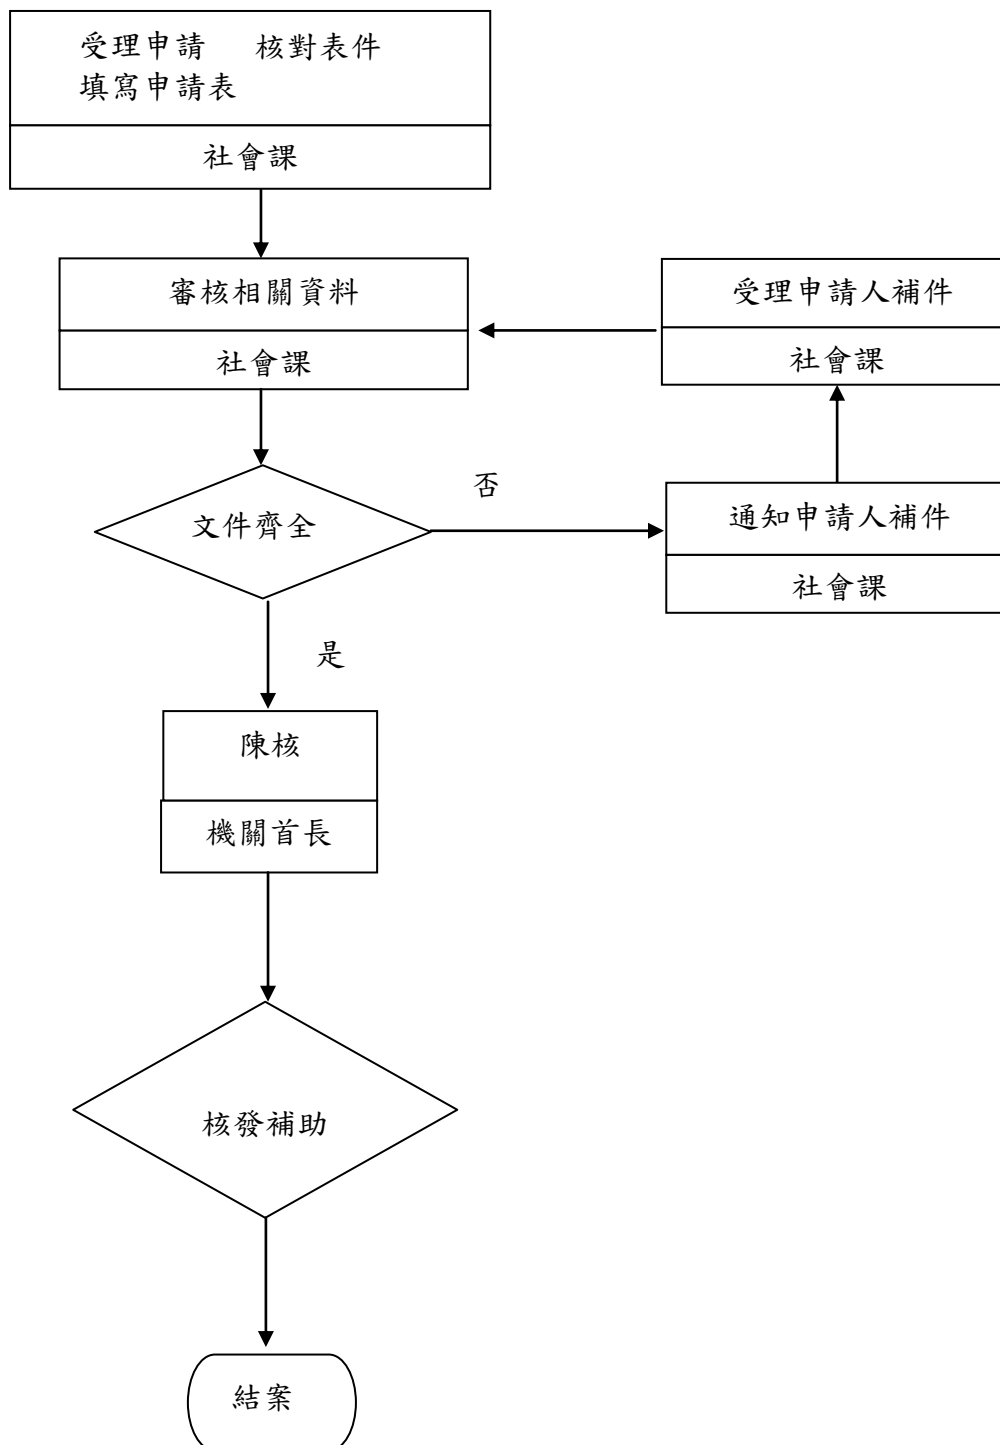 受理申請 核對表件
填寫申請表
社會課
審核相關資料
社會課
受理申請人補件
社會課
文件齊全
否
通知申請人補件
社會課
是
陳核
機關首長
核發補助
結案